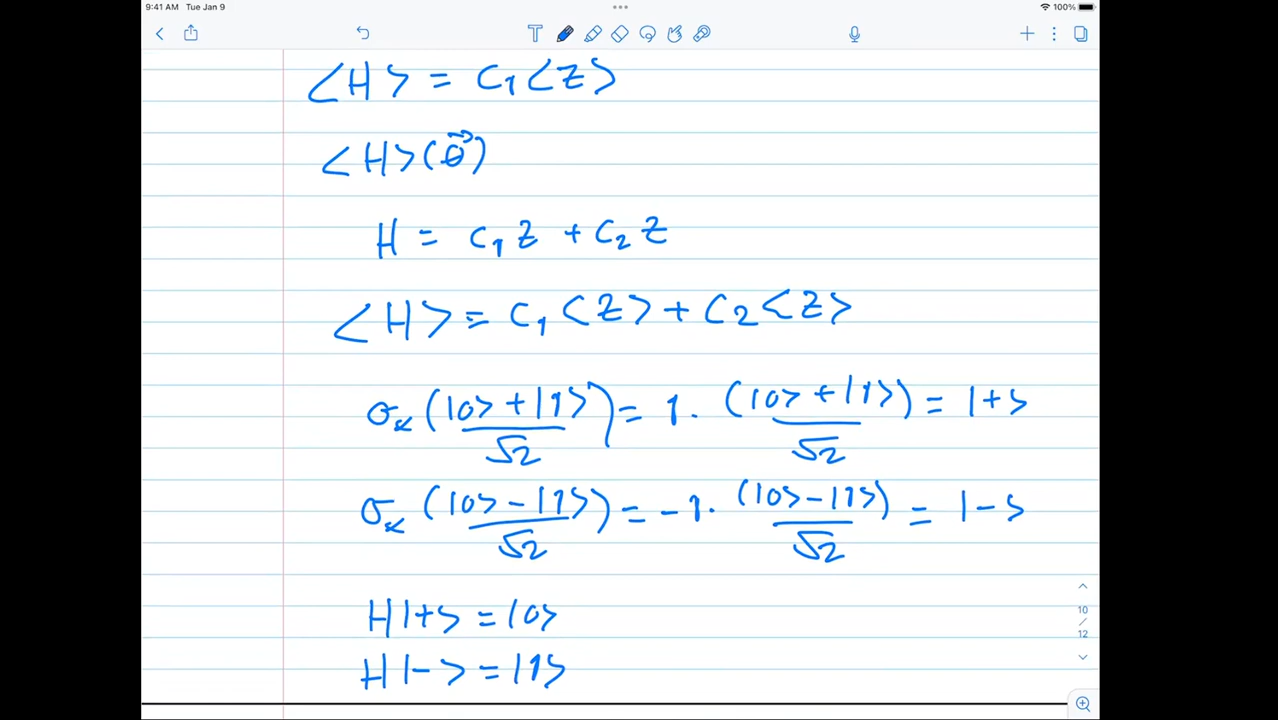 9:41 AM Tue Jan 9
100%
<H> = C₁<Z>
<H>(θ⃗)
H = C₁Z + C₂Z
<H> = C₁<Z> + C₂<Z>
σₓ((|0> + |1>)/√2) = 1·(|0> + |1>)/√2 = |+>
σₓ((|0> - |1>)/√2) = -1·(|0> - |1>)/√2 = |->
H|+> = |0>
H|-> = |1>
10
/
12